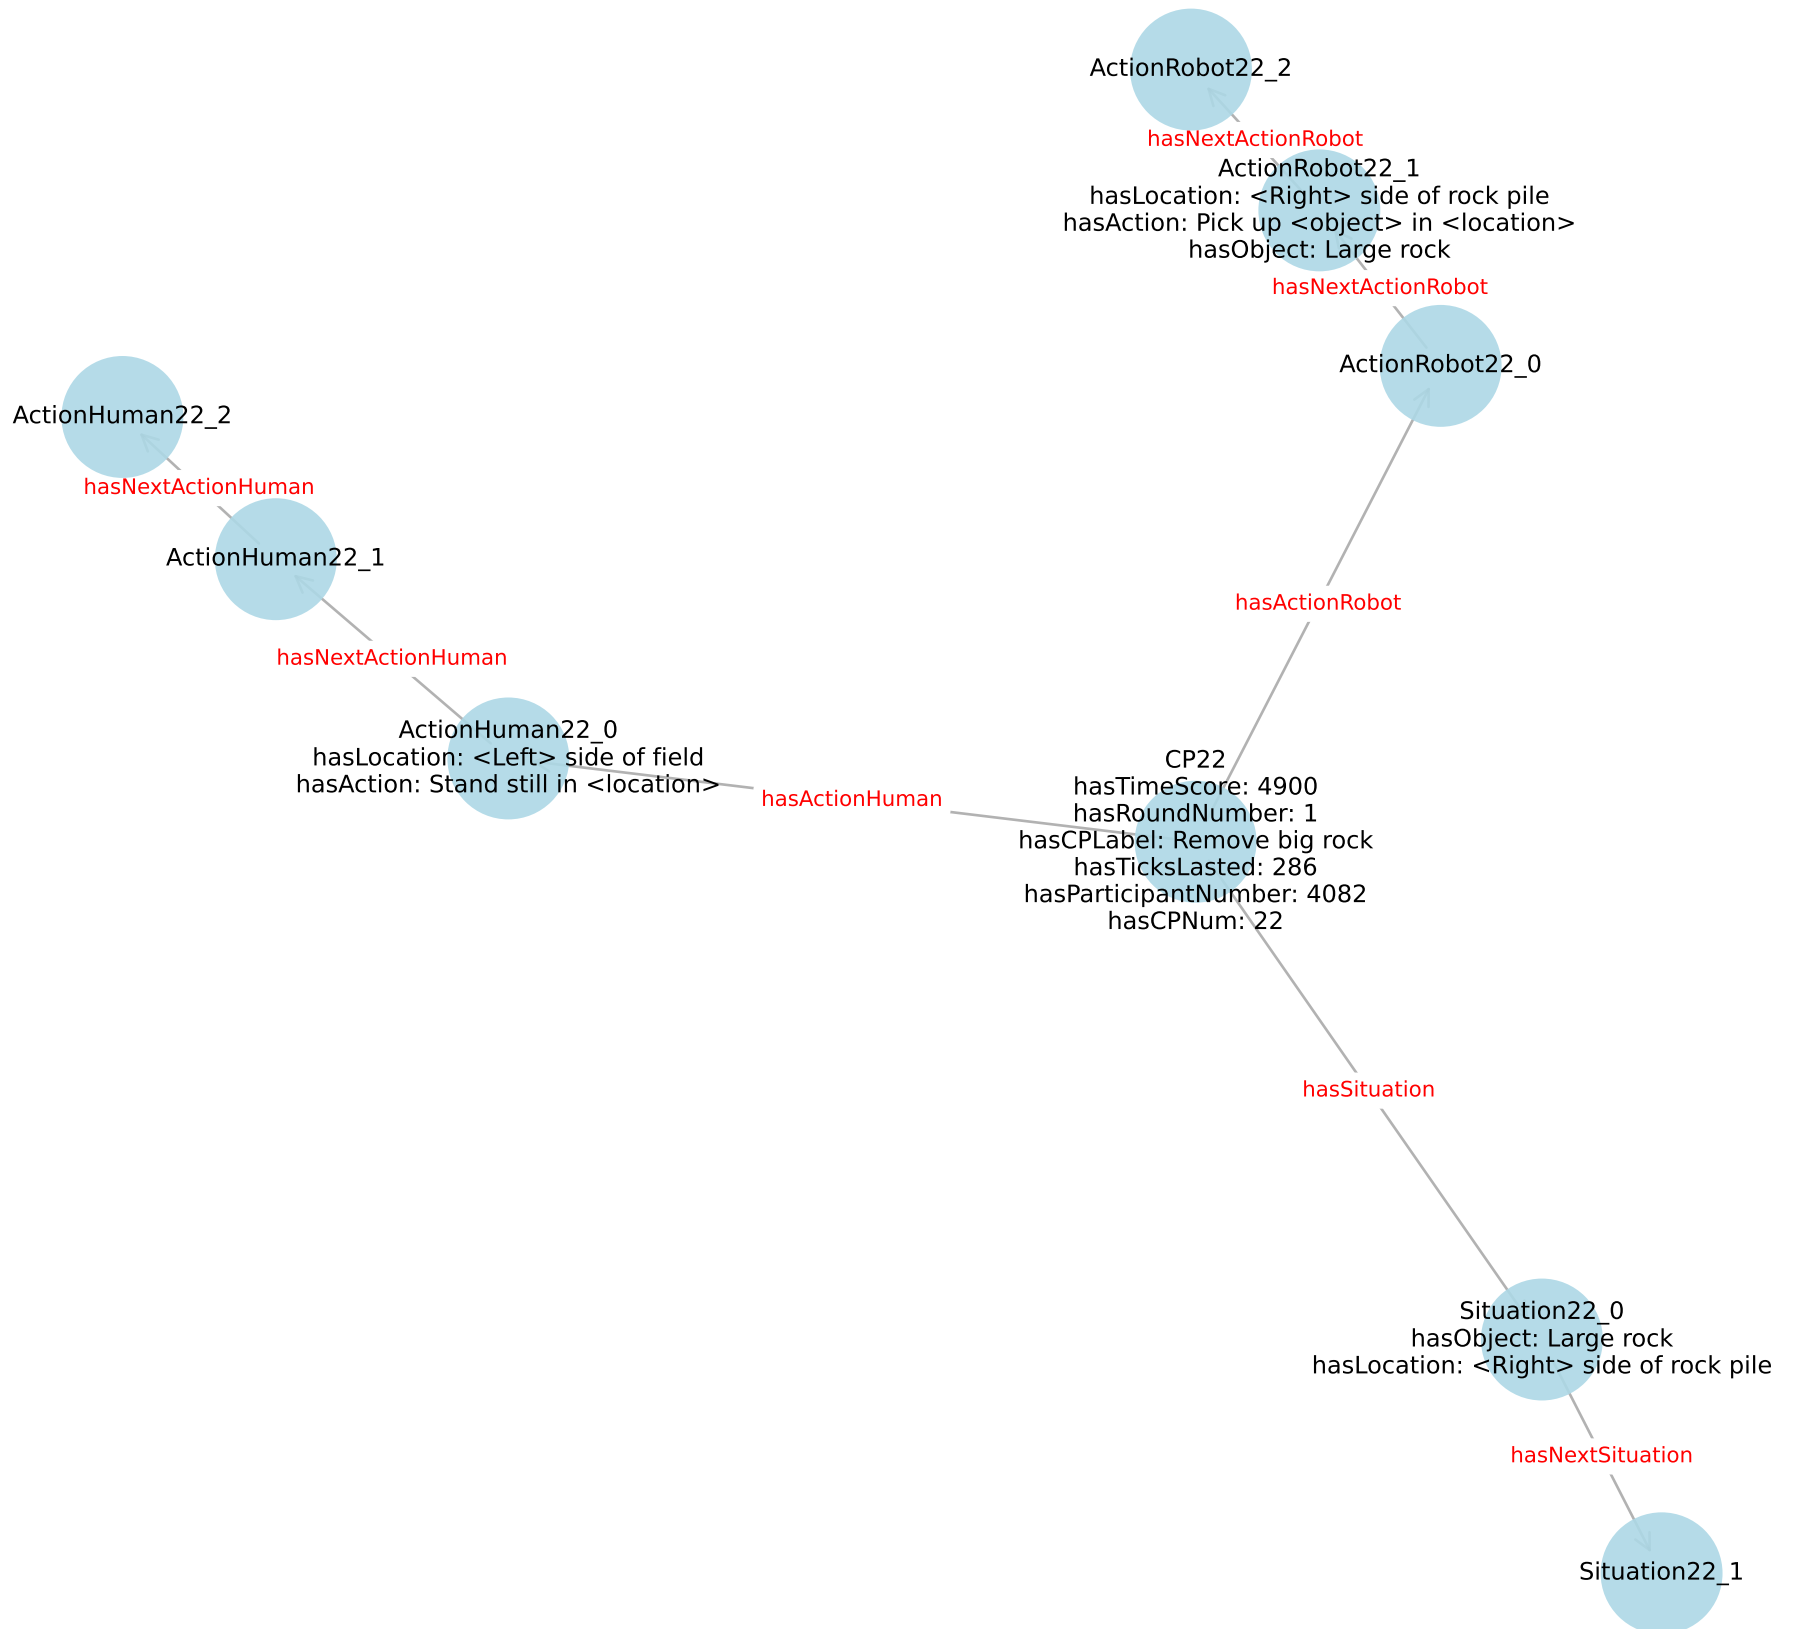 ActionRobot22_2
hasNextActionRobot
ActionRobot22_1
hasLocation: <Right> side of rock pile
hasAction: Pick up <object> in <location>
hasObject: Large rock
hasNextActionRobot
ActionRobot22_0
ActionHuman22_2
hasNextActionHuman
ActionHuman22_1
hasActionRobot
hasNextActionHuman
ActionHuman22_0
hasLocation: <Left> side of field
hasAction: Stand still in <location>
hasActionHuman
CP22
hasTimeScore: 4900
hasRoundNumber: 1
hasCPLabel: Remove big rock
hasTicksLasted: 286
hasParticipantNumber: 4082
hasCPNum: 22
hasSituation
Situation22_0
hasObject: Large rock
hasLocation: <Right> side of rock pile
hasNextSituation
Situation22_1